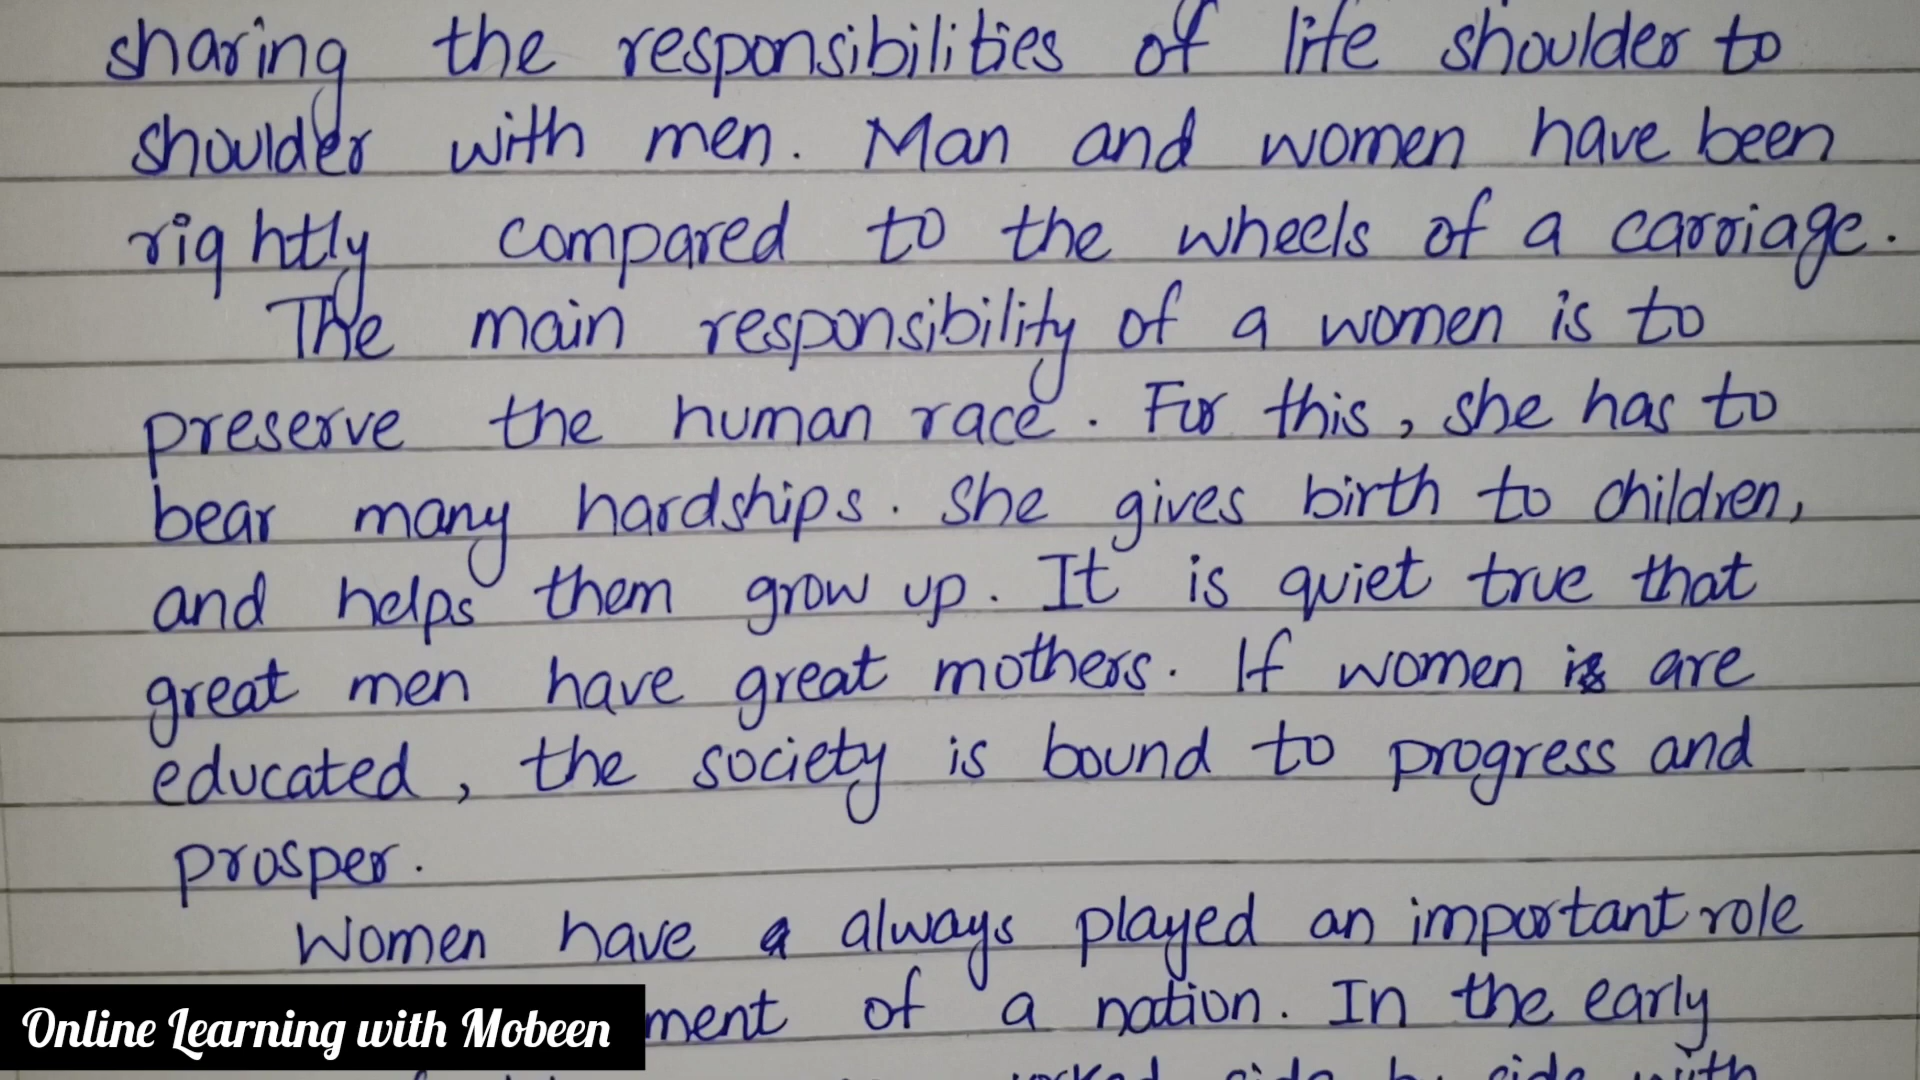 sharing the responsibilities of life shoulder to
shoulder with men. Man and women have been
rightly compared to the wheels of a carriage.
The main responsibility of a women is to
preserve the human race. For this, she has to
bear many hardships. She gives birth to children,
and helps them grow up. It is quiet true that
great men have great mothers. If women is are
educated, the society is bound to progress and
prosper.
Women have a always played an important role
ment of a nation. In the early
Online Learning with Mobeen
side by side with